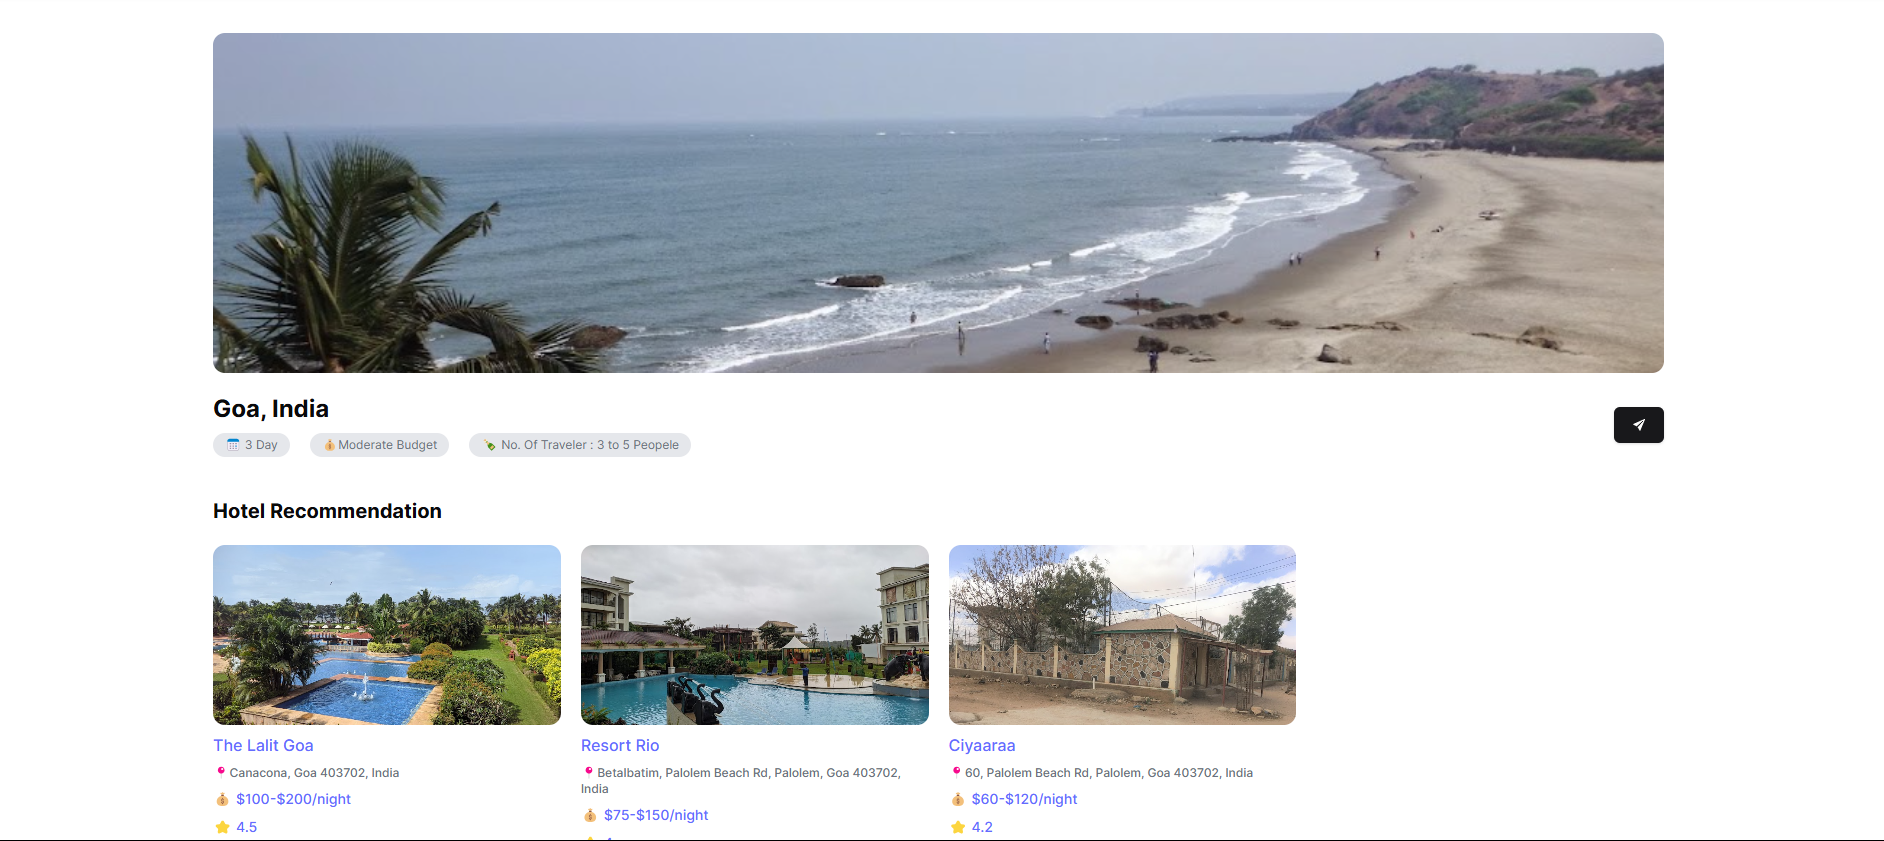 Goa, India
3 Day
Moderate Budget
No. Of Traveler : 3 to 5 Peopele
Hotel Recommendation
The Lalit Goa
Canacona, Goa 403702, India
$100-$200/night
4.5
Resort Rio
Betalbatim, Palolem Beach Rd, Palolem, Goa 403702,
India
$75-$150/night
Ciyaaraa
60, Palolem Beach Rd, Palolem, Goa 403702, India
$60-$120/night
4.2